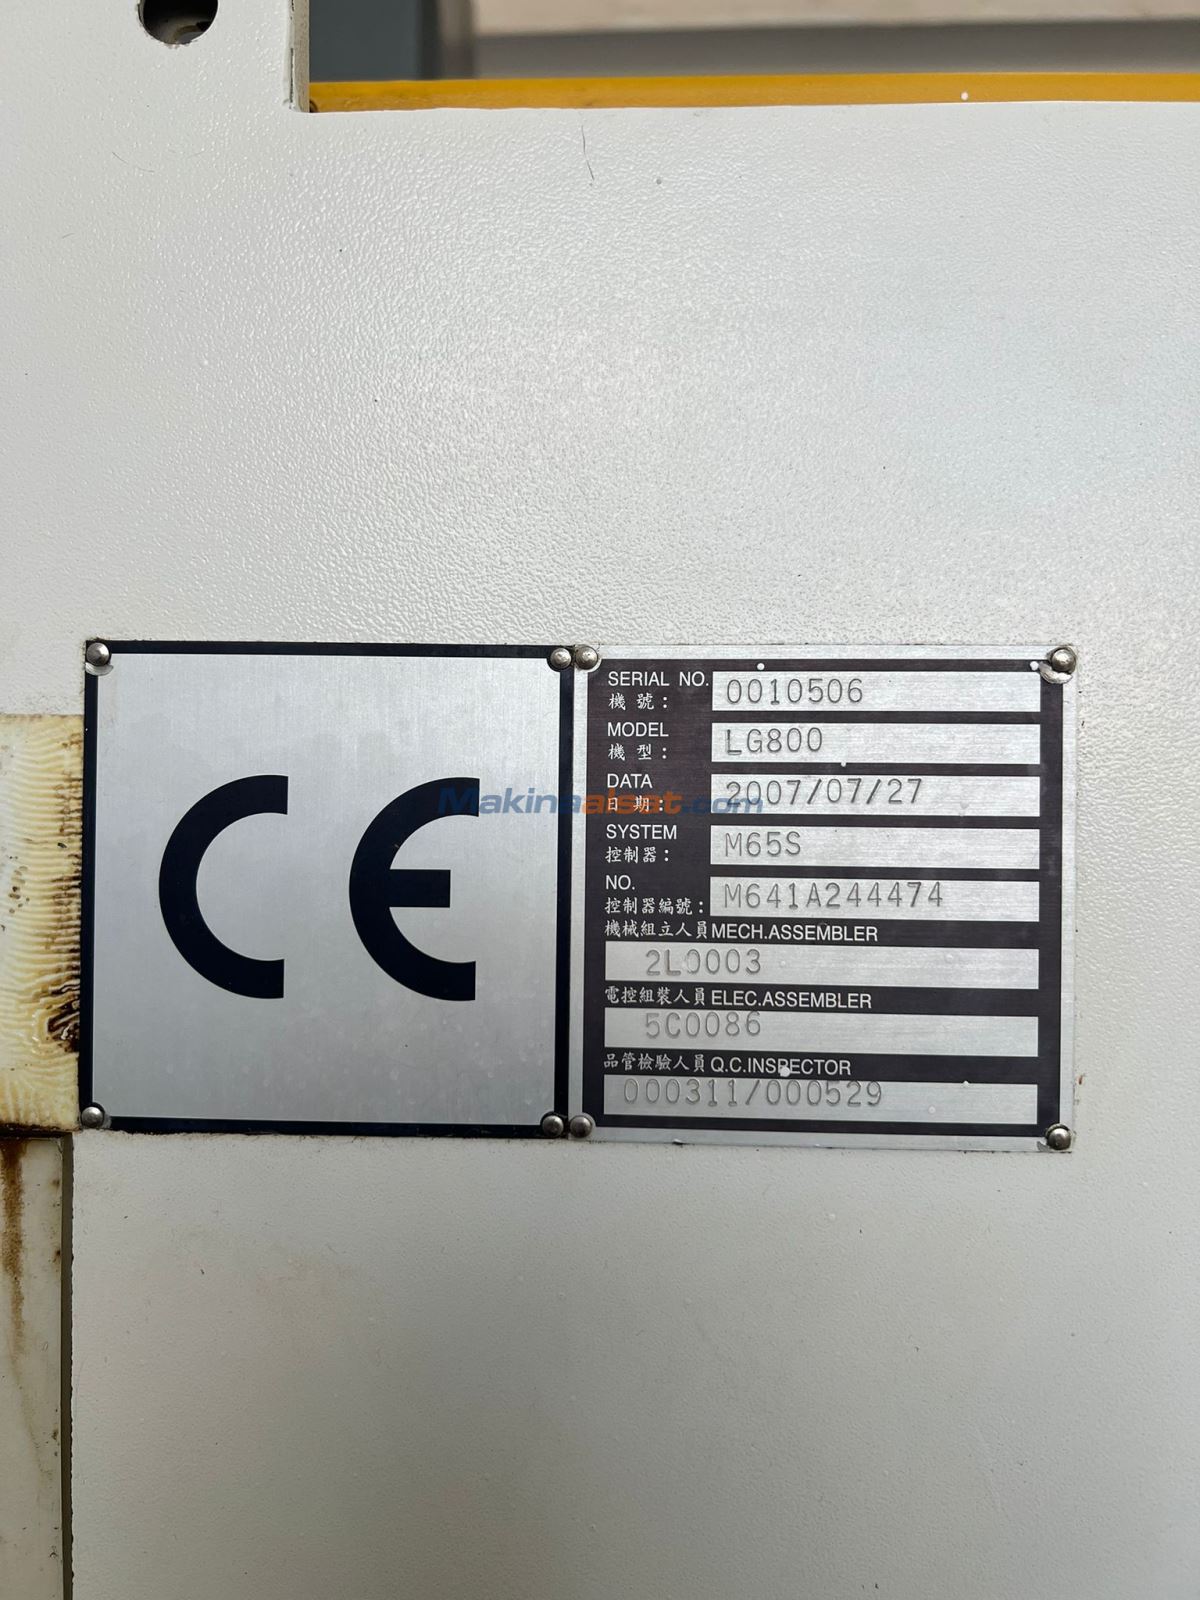 CE
SERIAL NO. 0010506
機 號：
MODEL LG800
機 型：
DATA 2007/07/27
日 期：
SYSTEM M65S
控制器：
NO. M641A244474
控制器編號：
機械組立人員 MECH.ASSEMBLER
2L0003
電控組裝人員 ELEC.ASSEMBLER
5C0086
品管檢驗人員 Q.C.INSPECTOR
000311/000529
Makinaalsat.com